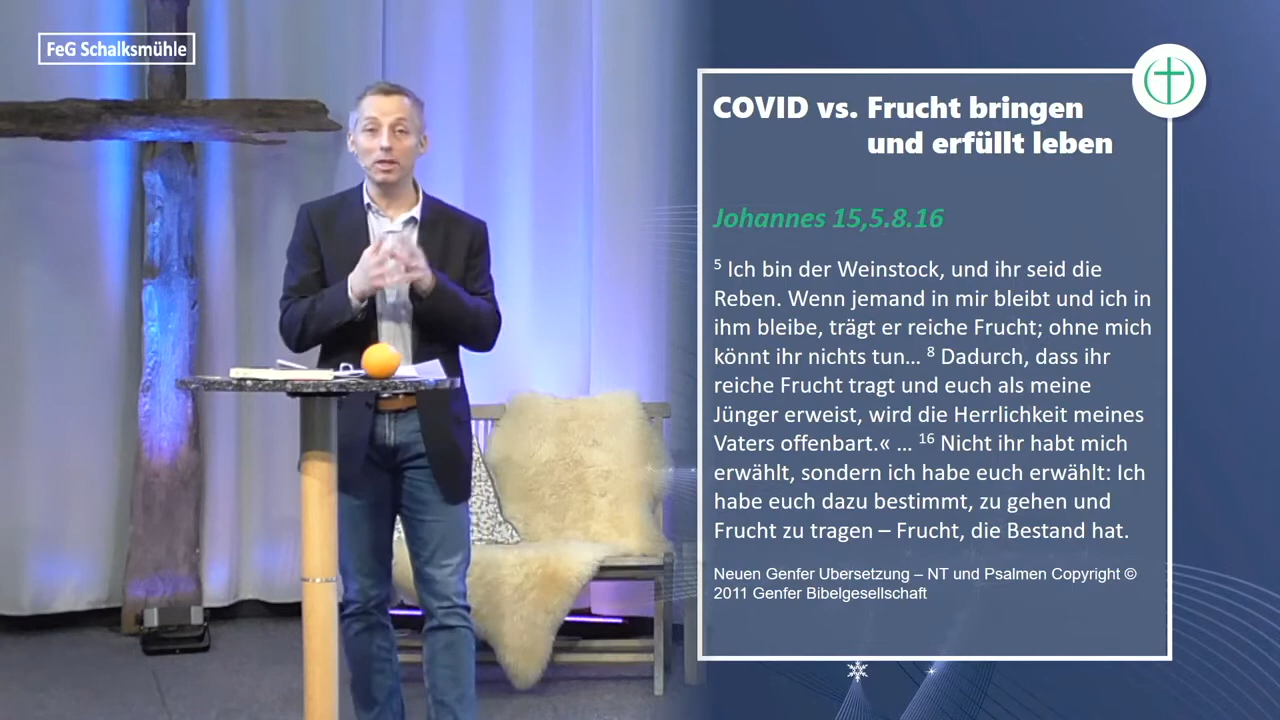 FeG Schalksmühle
COVID vs. Frucht bringen
und erfüllt leben
Johannes 15,5.8.16
⁵ Ich bin der Weinstock, und ihr seid die
Reben. Wenn jemand in mir bleibt und ich in
ihm bleibe, trägt er reiche Frucht; ohne mich
könnt ihr nichts tun... ⁸ Dadurch, dass ihr
reiche Frucht tragt und euch als meine
Jünger erweist, wird die Herrlichkeit meines
Vaters offenbart.« ... ¹⁶ Nicht ihr habt mich
erwählt, sondern ich habe euch erwählt: Ich
habe euch dazu bestimmt, zu gehen und
Frucht zu tragen – Frucht, die Bestand hat.
Neuen Genfer Ubersetzung – NT und Psalmen Copyright ©
2011 Genfer Bibelgesellschaft